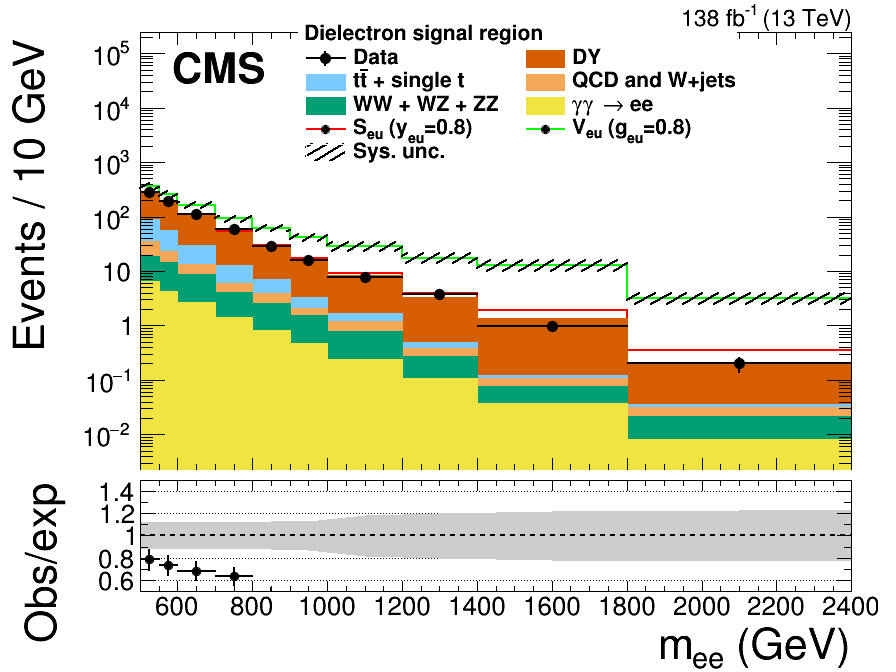 138 fb⁻¹ (13 TeV)
Dielectron signal region
CMS
Data
DY
tt̄ + single t
QCD and W+jets
WW + WZ + ZZ
γγ → ee
S_eu (y_eu=0.8)
V_eu (g_eu=0.8)
Sys. unc.
Events / 10 GeV
10⁵
10⁴
10³
10²
10
1
10⁻¹
10⁻²
Obs/exp
1.4
1.2
1
0.8
0.6
600 800 1000 1200 1400 1600 1800 2000 2200 2400
m_ee (GeV)